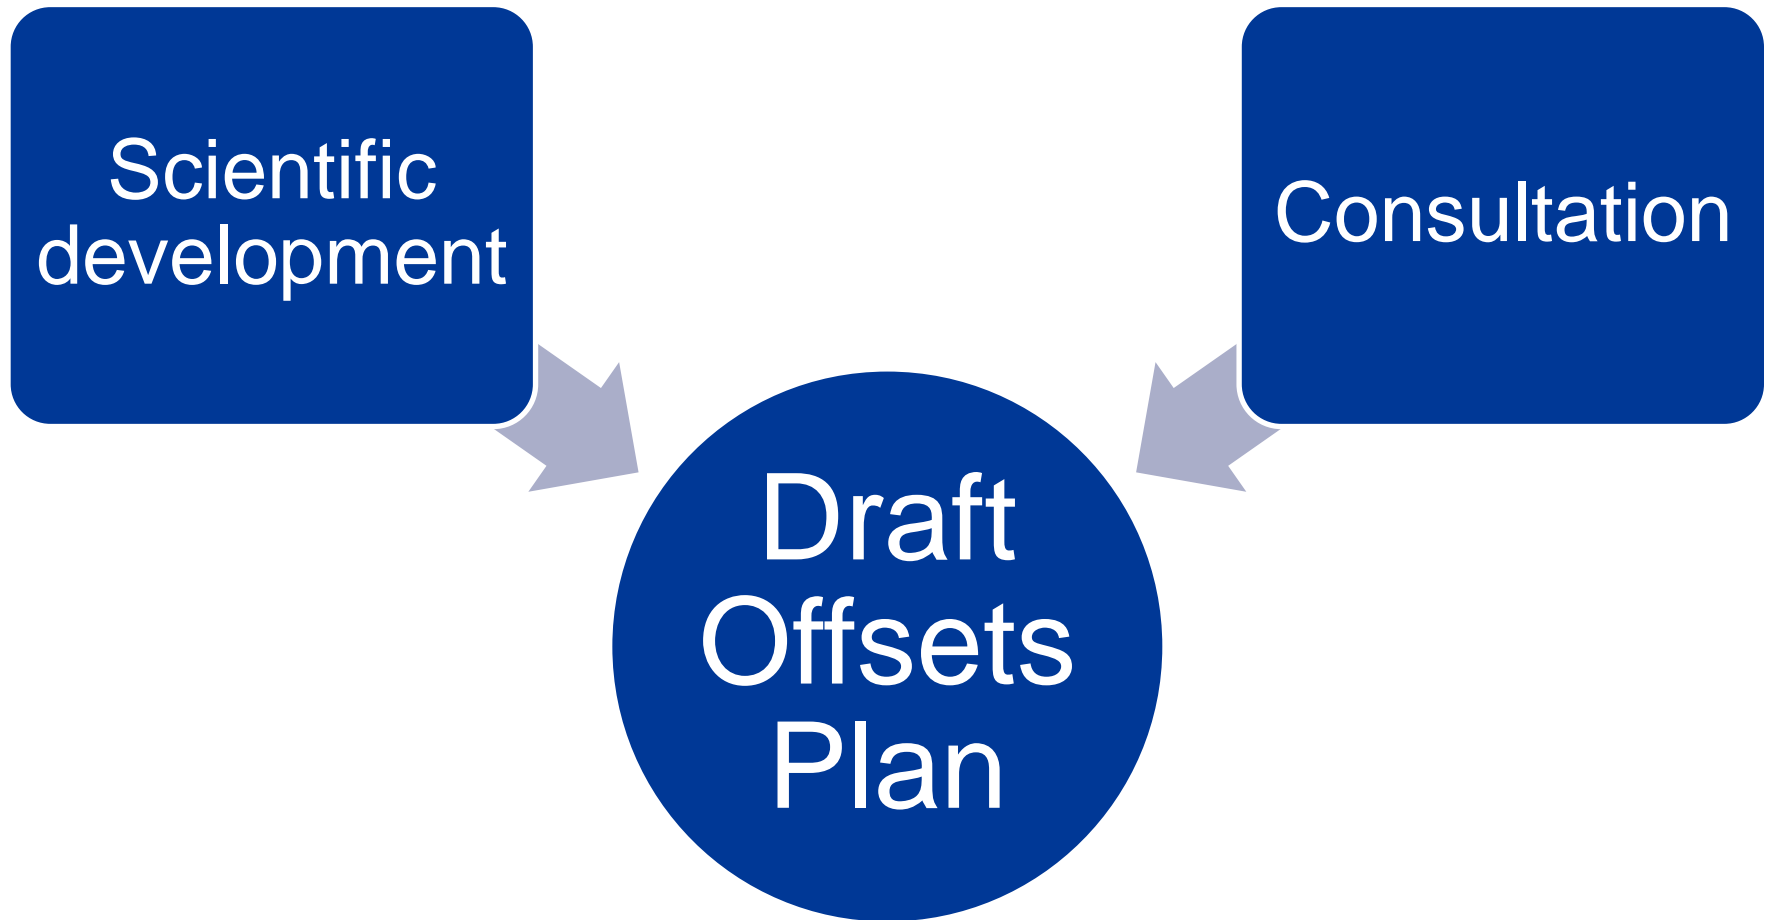 Scientific
development
Consultation
Draft
Offsets
Plan